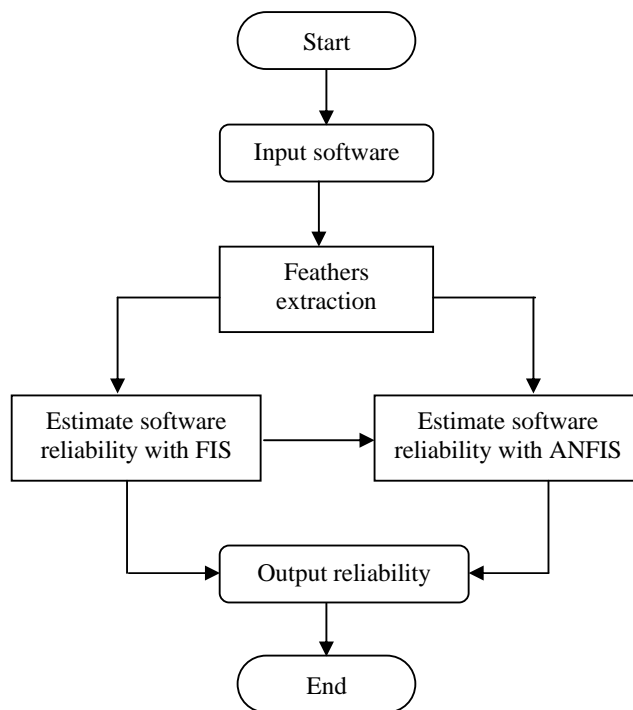 Start
Input software
Feathers
extraction
Estimate software
reliability with FIS
Estimate software
reliability with ANFIS
Output reliability
End